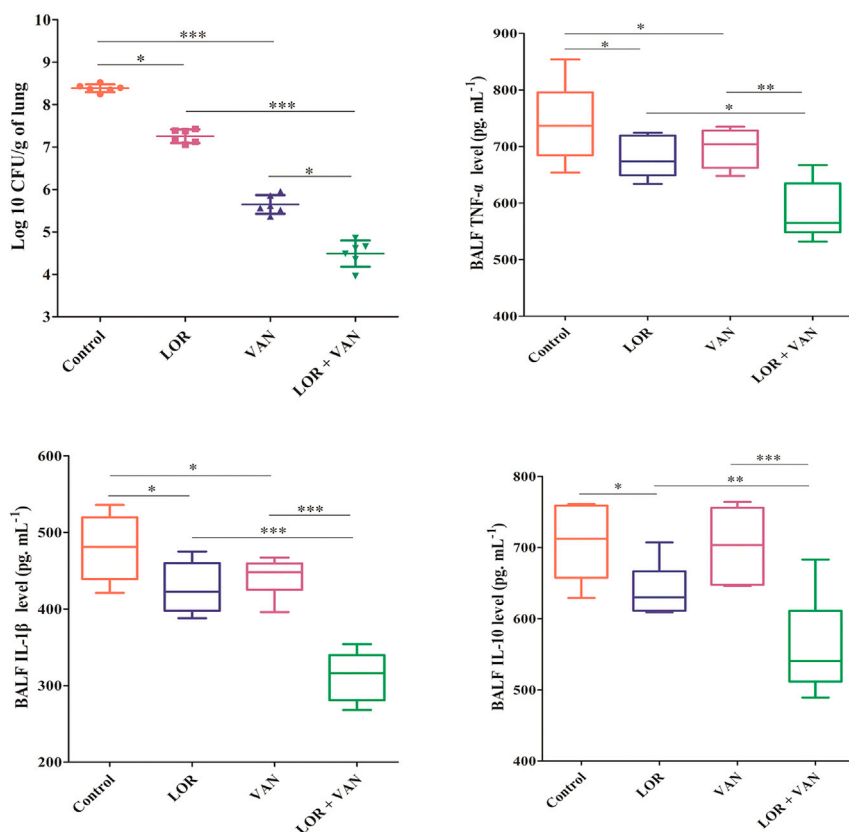 Log 10 CFU/g of lung
10
9
8
7
6
5
4
3
***
*
***
*
Control
LOR
VAN
LOR + VAN
BALF TNF-α level (pg. mL⁻¹)
900
800
700
600
500
400
*
*
**
*
Control
LOR
VAN
LOR + VAN
BALF IL-1β level (pg. mL⁻¹)
600
500
400
300
200
*
*
***
***
Control
LOR
VAN
LOR + VAN
BALF IL-10 level (pg. mL⁻¹)
800
700
600
500
400
***
*
**
Control
LOR
VAN
LOR + VAN